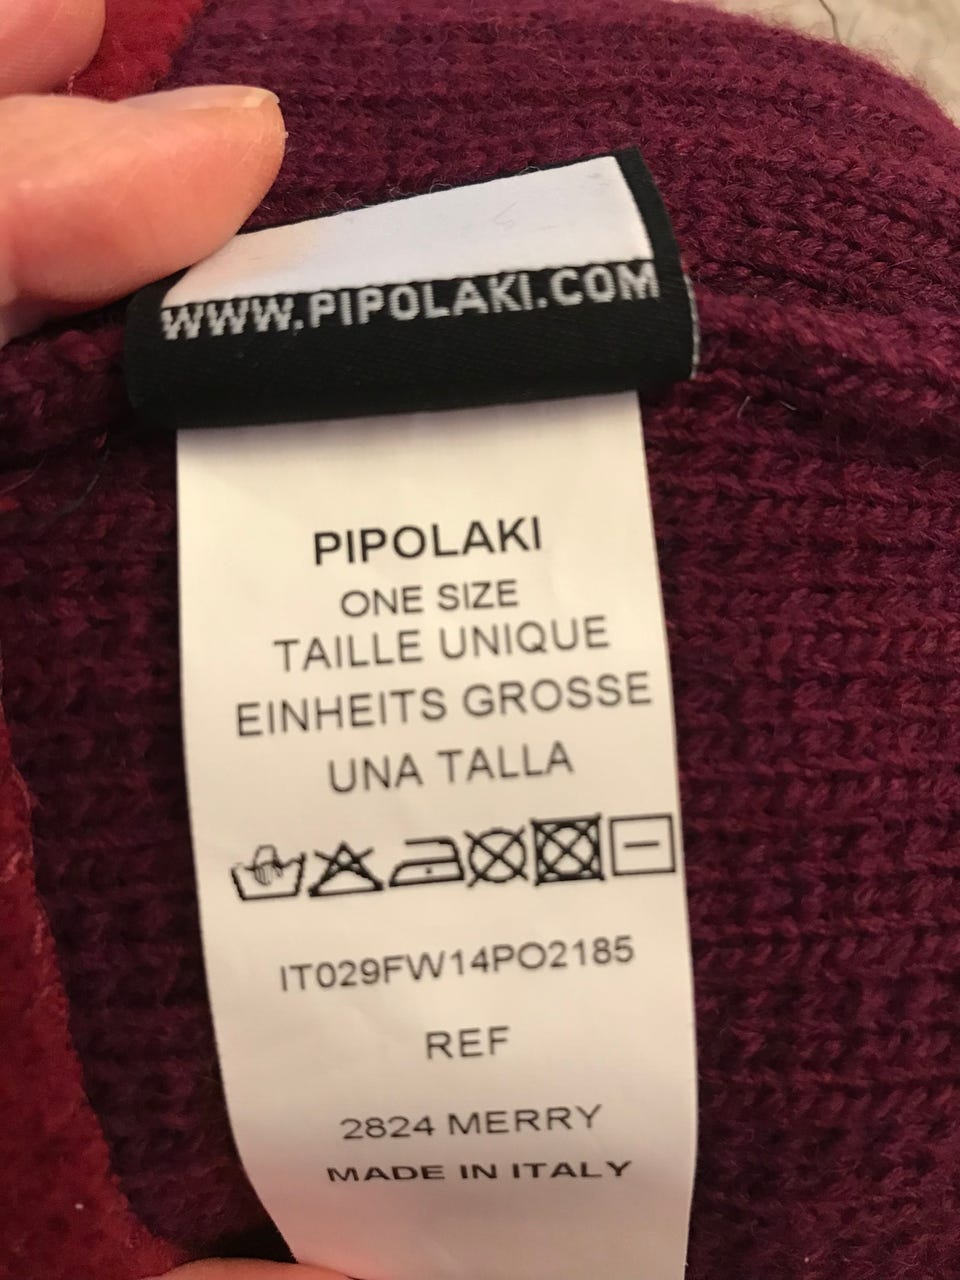 WWW.PIPOLAKI.COM
PIPOLAKI
ONE SIZE
TAILLE UNIQUE
EINHEITS GROSSE
UNA TALLA
IT029FW14PO2185
REF
2824 MERRY
MADE IN ITALY